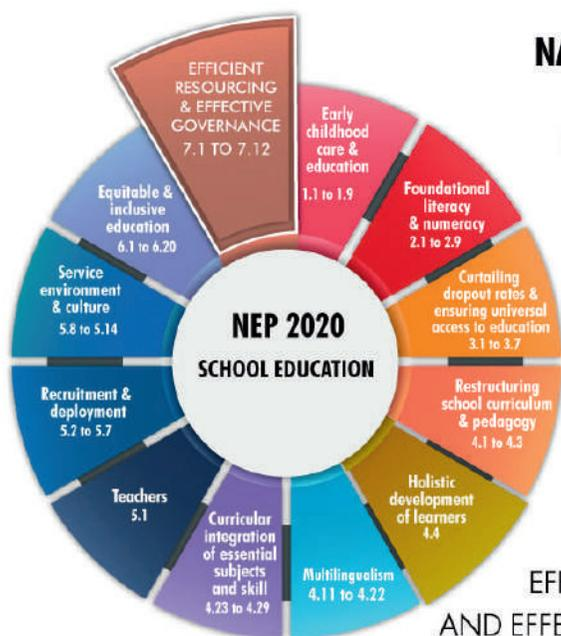 NA
EFFICIENT
RESOURCING
& EFFECTIVE
GOVERNANCE
7.1 TO 7.12
Early
childhood
care &
education
1.1 to 1.9
Foundational
literacy
& numeracy
2.1 to 2.9
Curtailing
dropout rates &
ensuring universal
access to education
3.1 to 3.7
Restructuring
school curriculum
& pedagogy
4.1 to 4.3
Holistic
development
of learners
4.4
Multilingualism
4.11 to 4.22
Curricular
integration
of essential
subjects
and skill
4.23 to 4.29
Teachers
5.1
Recruitment &
deployment
5.2 to 5.7
Service
environment
& culture
5.8 to 5.14
Equitable &
inclusive
education
6.1 to 6.20
NEP 2020
SCHOOL EDUCATION
EFF
AND EFFE